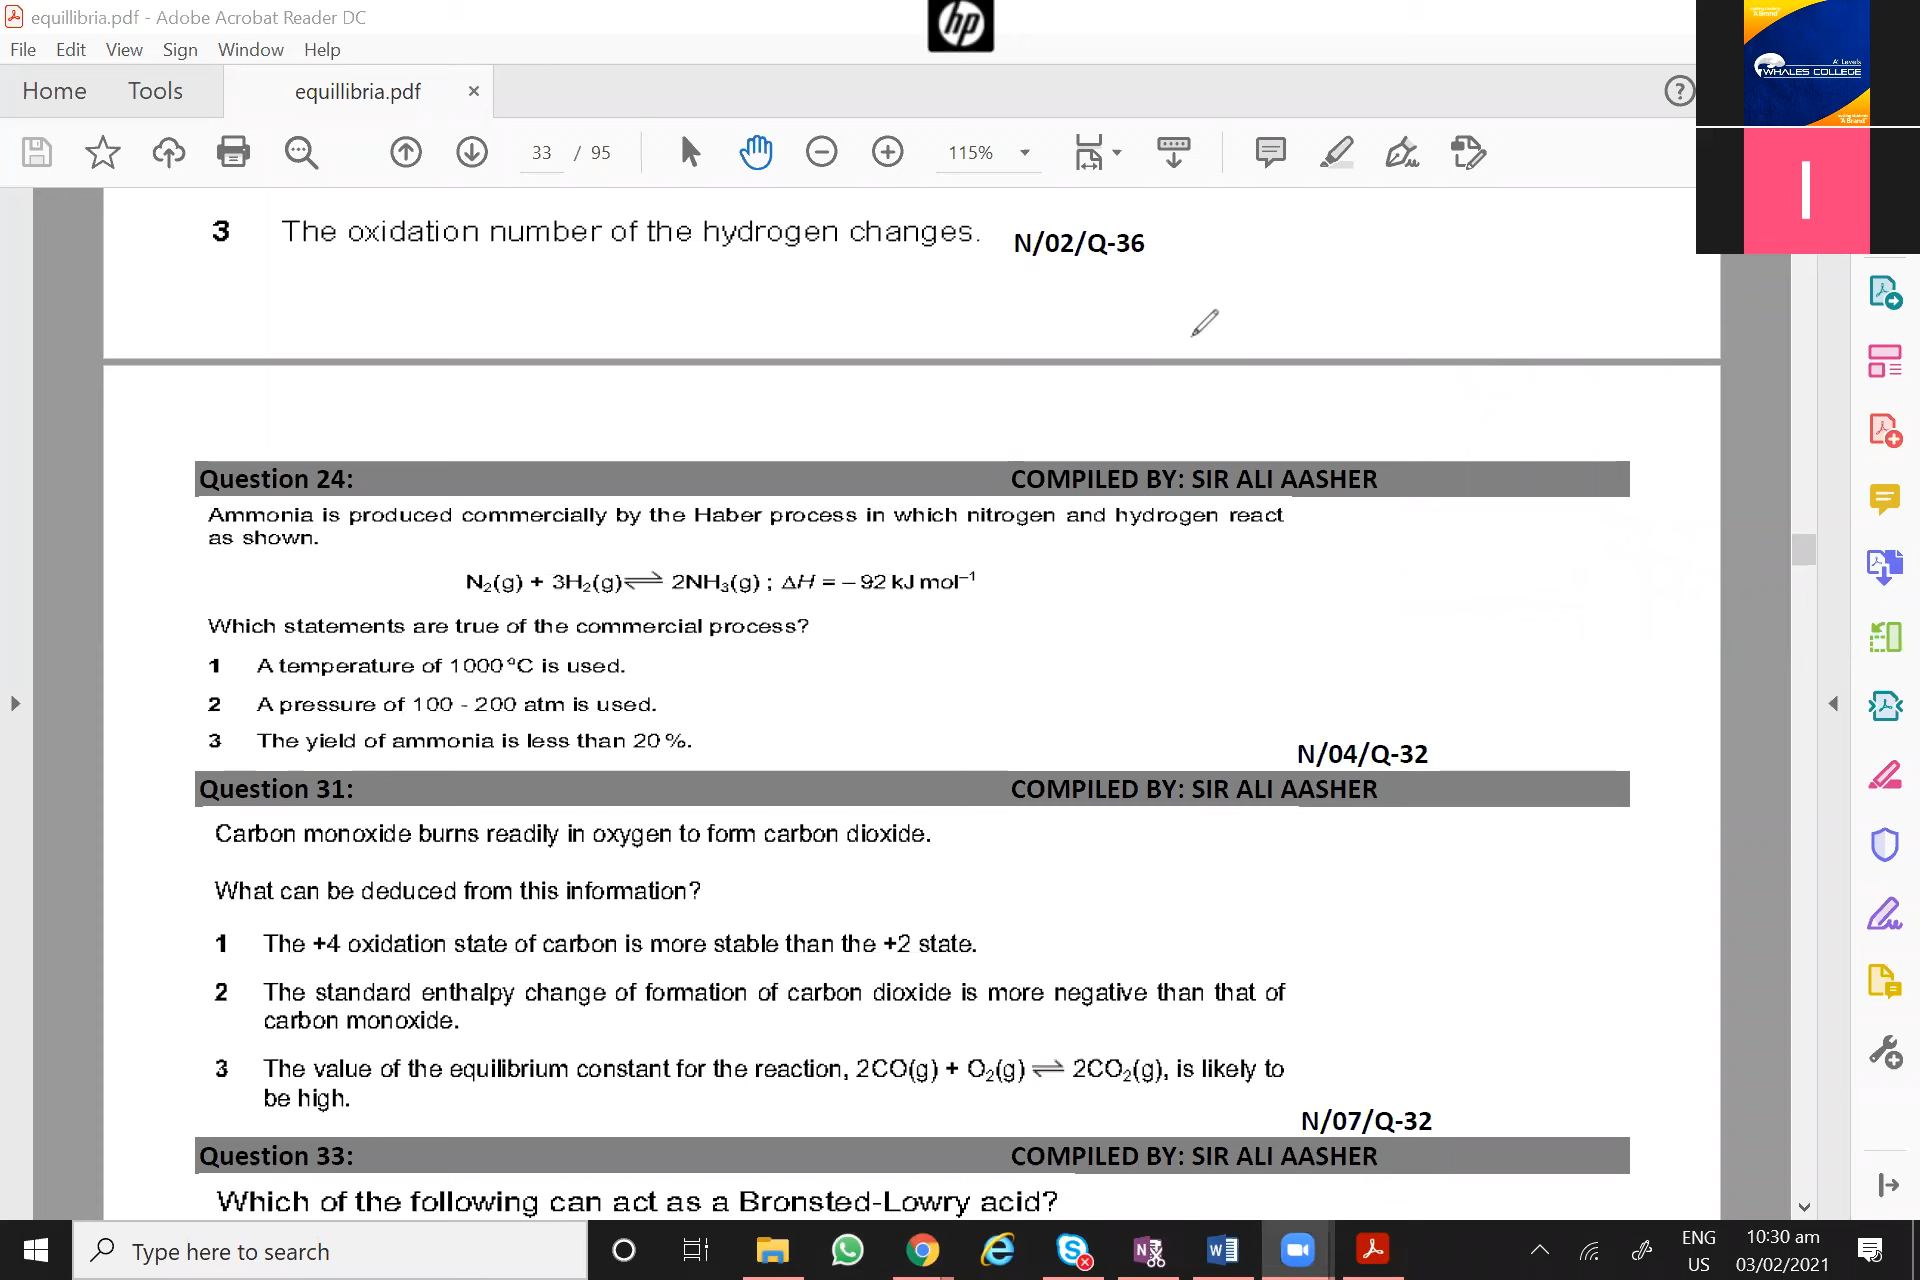 equillibria.pdf - Adobe Acrobat Reader DC
File Edit View Sign Window Help
Home Tools equillibria.pdf ×
33 / 95 115%
hp
A' Levels
WHALES COLLEGE
I
3 The oxidation number of the hydrogen changes. N/02/Q-36
Question 24: COMPILED BY: SIR ALI AASHER
Ammonia is produced commercially by the Haber process in which nitrogen and hydrogen react
as shown.
N₂(g) + 3H₂(g) ⇌ 2NH₃(g) ; ΔH = – 92 kJ mol⁻¹
Which statements are true of the commercial process?
1 A temperature of 1000 °C is used.
2 A pressure of 100 - 200 atm is used.
3 The yield of ammonia is less than 20 %.
N/04/Q-32
Question 31: COMPILED BY: SIR ALI AASHER
Carbon monoxide burns readily in oxygen to form carbon dioxide.
What can be deduced from this information?
1 The +4 oxidation state of carbon is more stable than the +2 state.
2 The standard enthalpy change of formation of carbon dioxide is more negative than that of
carbon monoxide.
3 The value of the equilibrium constant for the reaction, 2CO(g) + O₂(g) ⇌ 2CO₂(g), is likely to
be high.
N/07/Q-32
Question 33: COMPILED BY: SIR ALI AASHER
Which of the following can act as a Bronsted-Lowry acid?
Type here to search
ENG
US
10:30 am
03/02/2021